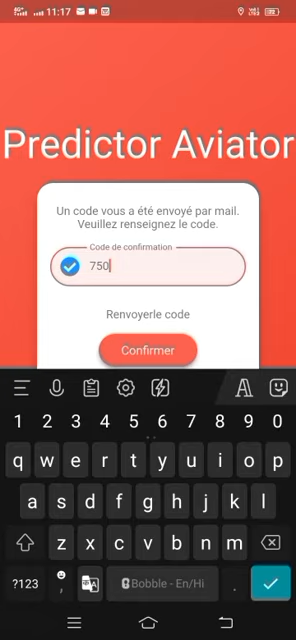 11:17
Predictor Aviator
Un code vous a été envoyé par mail.
Veuillez renseignez le code.
Code de confirmation
750
Renvoyerle code
Confirmer
1 2 3 4 5 6 7 8 9 0
q w e r t y u i o p
a s d f g h j k l
z x c v b n m
?123 , Bobble - En/Hi .